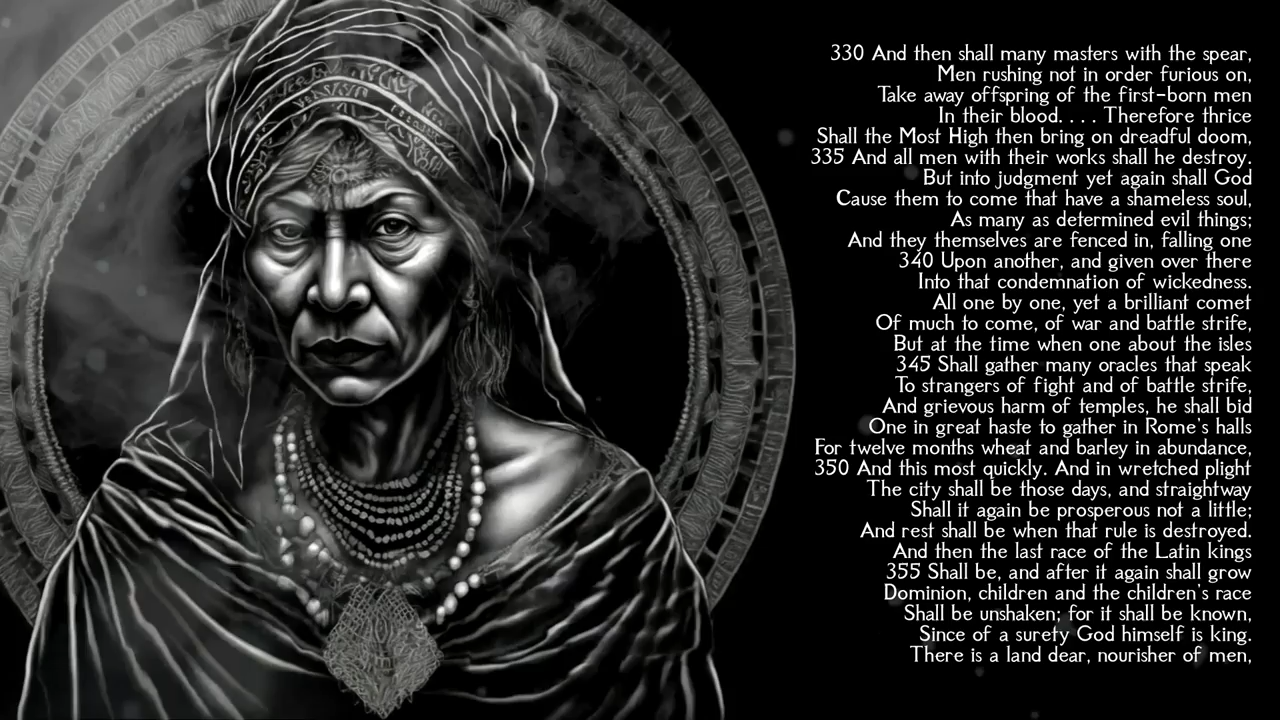 330 And then shall many masters with the spear,
Men rushing not in order furious on,
Take away offspring of the first-born men
In their blood. . . . Therefore thrice
Shall the Most High then bring on dreadful doom,
335 And all men with their works shall he destroy.
But into judgment yet again shall God
Cause them to come that have a shameless soul,
As many as determined evil things;
And they themselves are fenced in, falling one
340 Upon another, and given over there
Into that condemnation of wickedness.
All one by one, yet a brilliant comet
Of much to come, of war and battle strife,
But at the time when one about the isles
345 Shall gather many oracles that speak
To strangers of fight and of battle strife,
And grievous harm of temples, he shall bid
One in great haste to gather in Rome's halls
For twelve months wheat and barley in abundance,
350 And this most quickly. And in wretched plight
The city shall be those days, and straightway
Shall it again be prosperous not a little;
And rest shall be when that rule is destroyed.
And then the last race of the Latin kings
355 Shall be, and after it again shall grow
Dominion, children and the children's race
Shall be unshaken; for it shall be known,
Since of a surety God himself is king.
There is a land dear, nourisher of men,